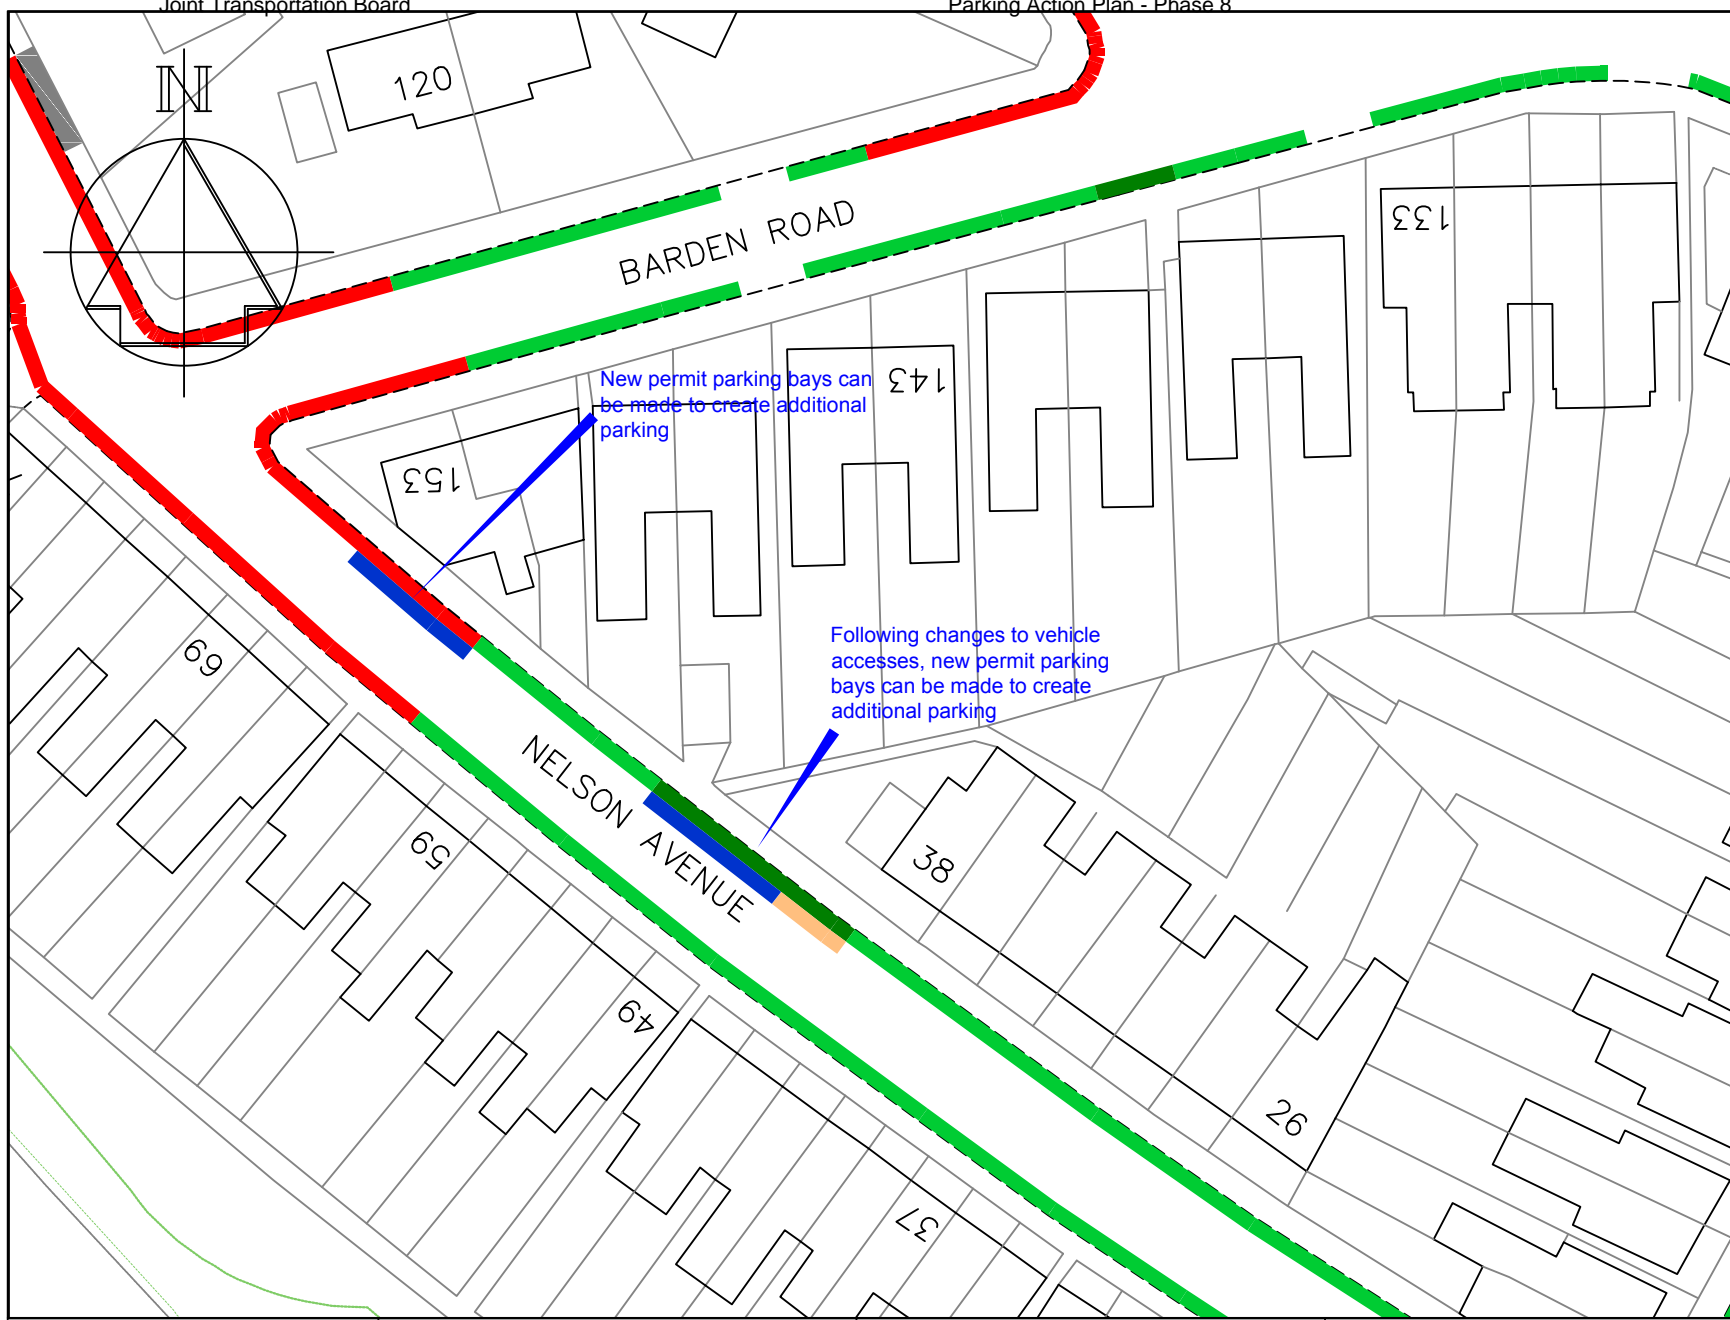 Joint Transportation Board
Parking Action Plan - Phase 8
N
120
BARDEN ROAD
133
New permit parking bays can
be made to create additional
parking
143
153
Following changes to vehicle
accesses, new permit parking
bays can be made to create
additional parking
69
NELSON AVENUE
59
38
49
26
37